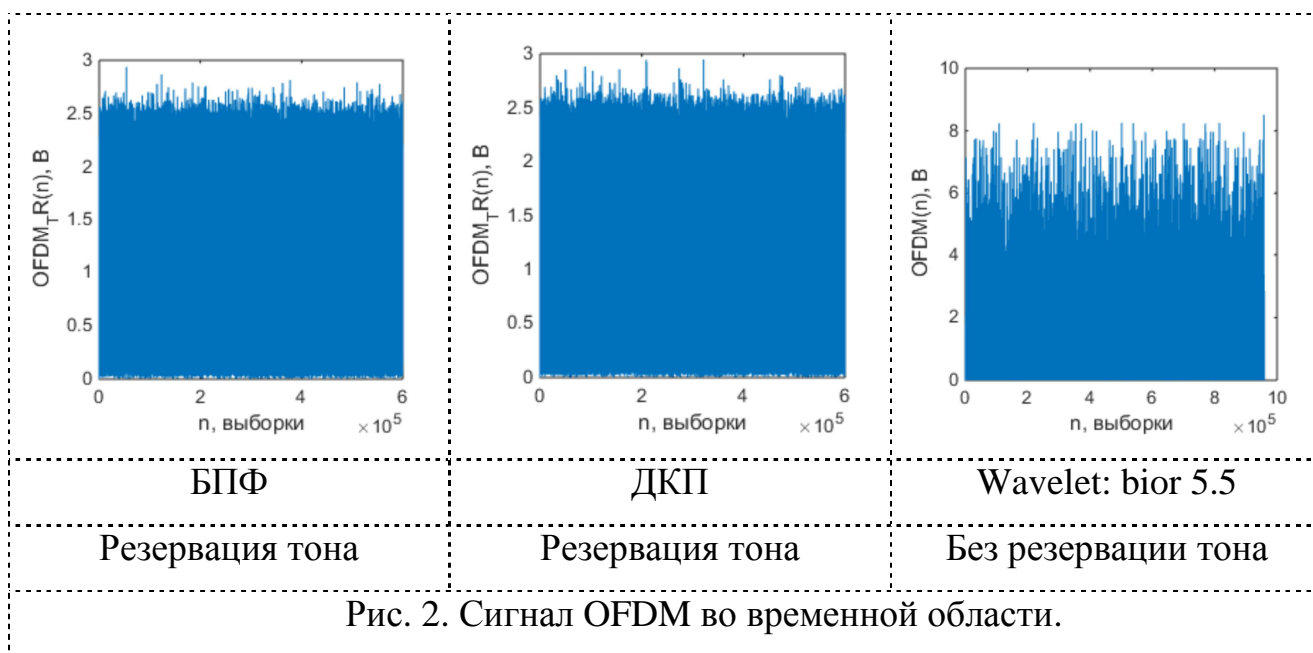 3
2.5
2
1.5
1
0.5
0
0 2 4 6
×10^5
n, выборки
OFDM_TR(n), В
3
2.5
2
1.5
1
0.5
0
0 2 4 6
×10^5
n, выборки
OFDM_TR(n), В
10
8
6
4
2
0
0 2 4 6 8 10
×10^5
n, выборки
OFDM(n), В
БПФ ДКП Wavelet: bior 5.5
Резервация тона Резервация тона Без резервации тона
Рис. 2. Сигнал OFDM во временной области.